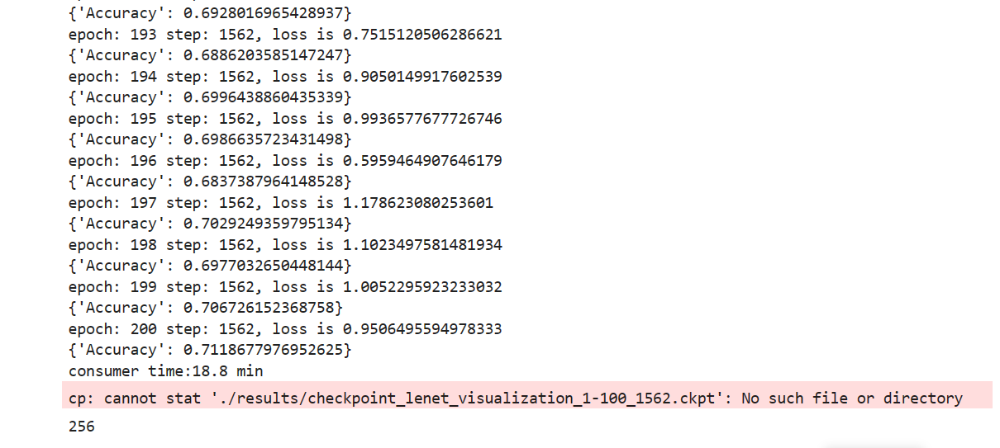 {'Accuracy': 0.6928016965428937}
epoch: 193 step: 1562, loss is 0.7515120506286621
{'Accuracy': 0.6886203585147247}
epoch: 194 step: 1562, loss is 0.9050149917602539
{'Accuracy': 0.6996438860435339}
epoch: 195 step: 1562, loss is 0.9936577677726746
{'Accuracy': 0.6986635723431498}
epoch: 196 step: 1562, loss is 0.5959464907646179
{'Accuracy': 0.6837387964148528}
epoch: 197 step: 1562, loss is 1.178623080253601
{'Accuracy': 0.7029249359795134}
epoch: 198 step: 1562, loss is 1.1023497581481934
{'Accuracy': 0.6977032650448144}
epoch: 199 step: 1562, loss is 1.0052295923233032
{'Accuracy': 0.706726152368758}
epoch: 200 step: 1562, loss is 0.9506495594978333
{'Accuracy': 0.7118677976952625}
consumer time:18.8 min
cp: cannot stat './results/checkpoint_lenet_visualization_1-100_1562.ckpt': No such file or directory
256